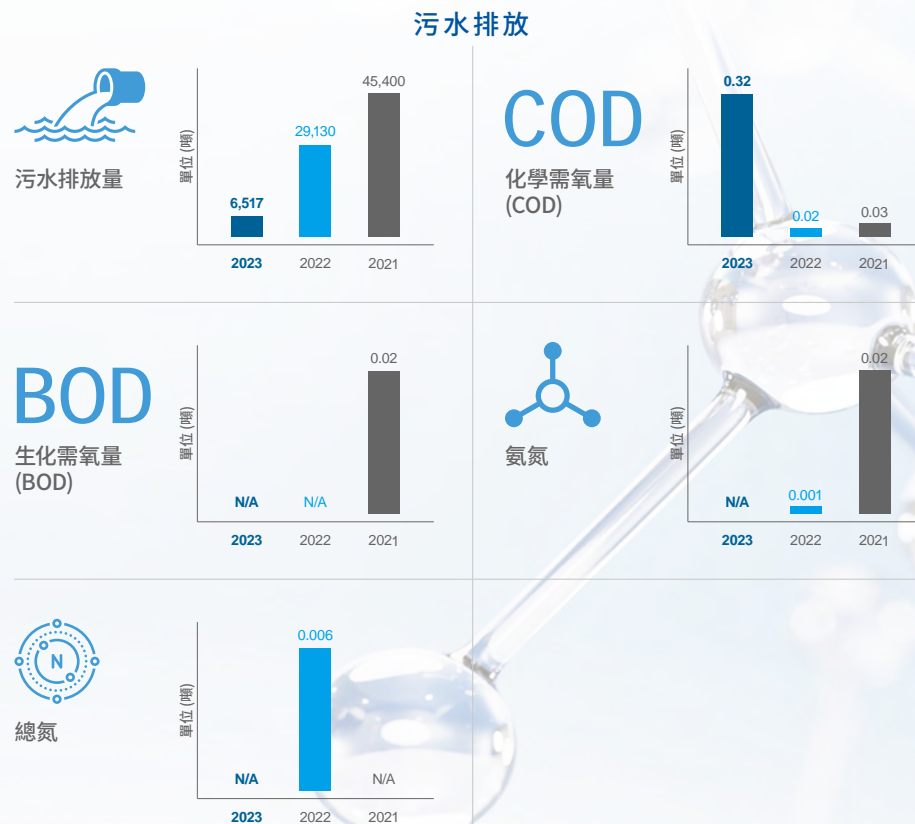 污水排放
污水排放量
單位 (噸)
6,517
29,130
45,400
2023
2022
2021
COD
化學需氧量
(COD)
單位 (噸)
0.32
0.02
0.03
2023
2022
2021
BOD
生化需氧量
(BOD)
單位 (噸)
N/A
N/A
0.02
2023
2022
2021
氨氮
單位 (噸)
N/A
0.001
0.02
2023
2022
2021
N
總氮
單位 (噸)
N/A
0.006
N/A
2023
2022
2021